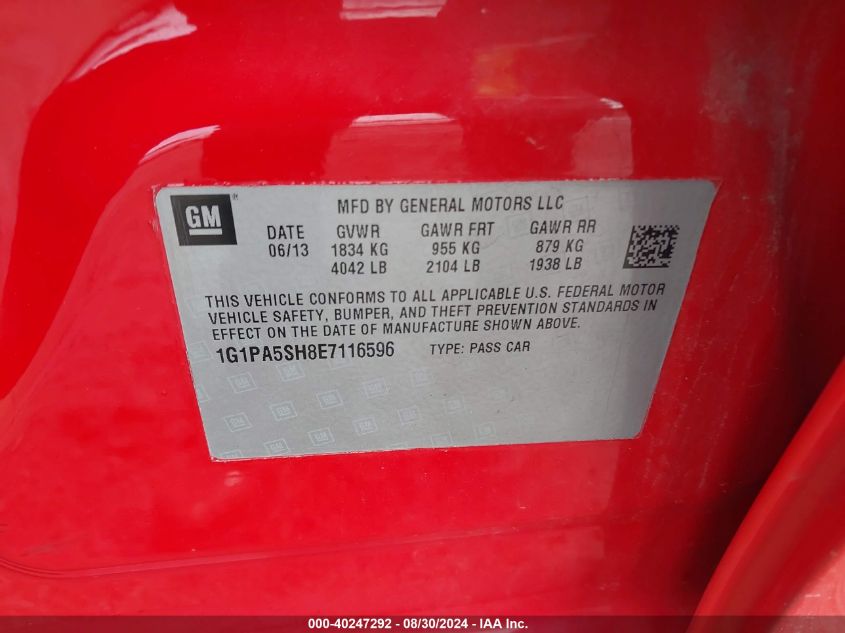 GM
MFD BY GENERAL MOTORS LLC
DATE GVWR GAWR FRT GAWR RR
06/13 1834 KG 955 KG 879 KG
4042 LB 2104 LB 1938 LB
THIS VEHICLE CONFORMS TO ALL APPLICABLE U.S. FEDERAL MOTOR
VEHICLE SAFETY, BUMPER, AND THEFT PREVENTION STANDARDS IN
EFFECT ON THE DATE OF MANUFACTURE SHOWN ABOVE.
1G1PA5SH8E7116596 TYPE: PASS CAR
000-40247292 - 08/30/2024 - IAA Inc.